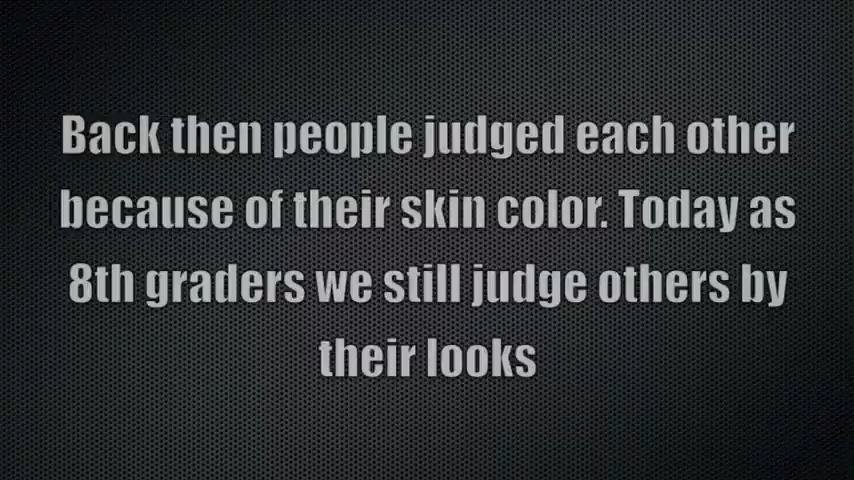 Back then people judged each other
because of their skin color. Today as
8th graders we still judge others by
their looks